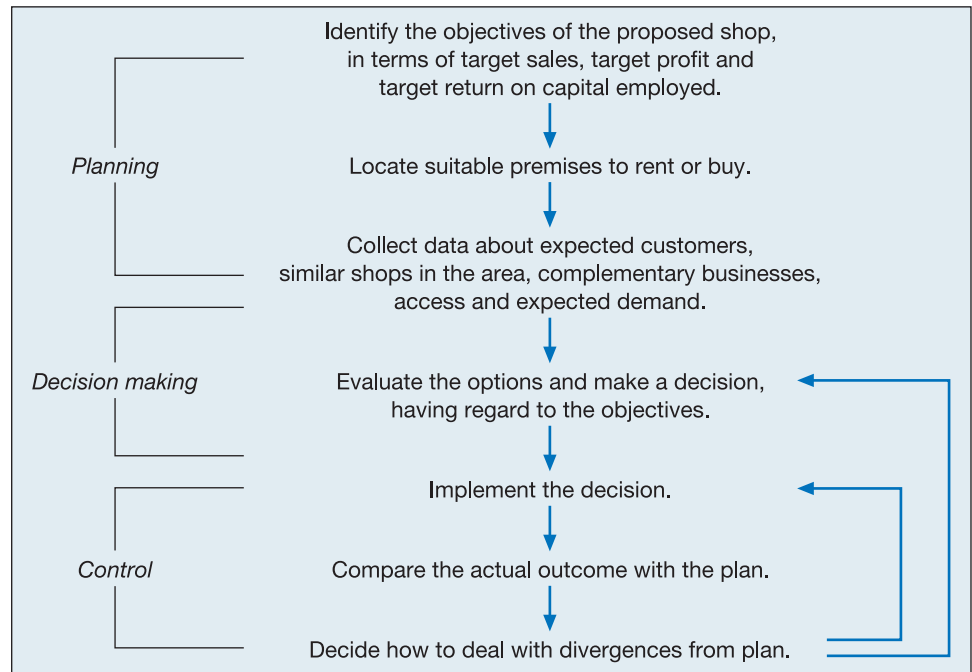 Identify the objectives of the proposed shop,
in terms of target sales, target profit and
target return on capital employed.
Planning
Locate suitable premises to rent or buy.
Collect data about expected customers,
similar shops in the area, complementary businesses,
access and expected demand.
Decision making
Evaluate the options and make a decision,
having regard to the objectives.
Implement the decision.
Control
Compare the actual outcome with the plan.
Decide how to deal with divergences from plan.